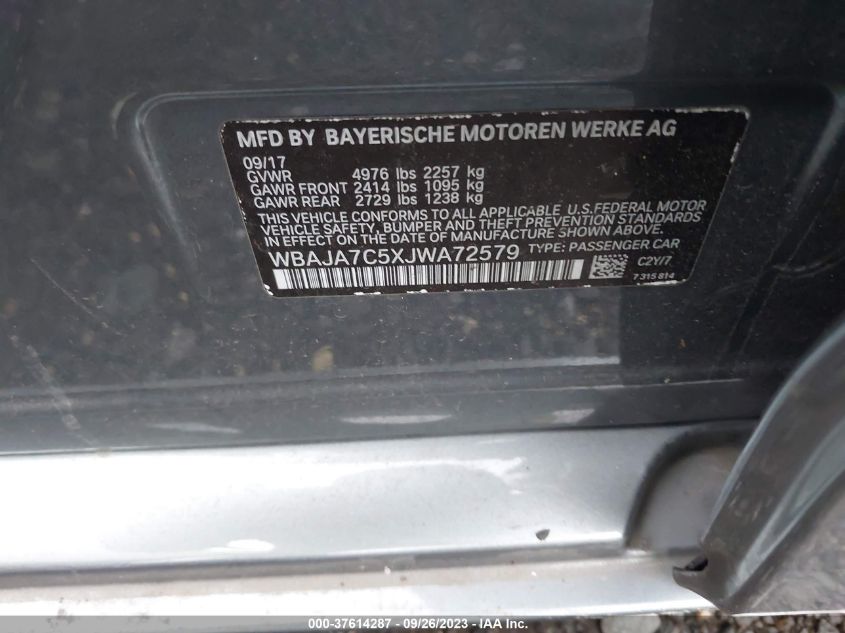 MFD BY BAYERISCHE MOTOREN WERKE AG
09/17
GVWR 4976 lbs 2257 kg
GAWR FRONT 2414 lbs 1095 kg
GAWR REAR 2729 lbs 1238 kg
THIS VEHICLE CONFORMS TO ALL APPLICABLE U.S.FEDERAL MOTOR
VEHICLE SAFETY, BUMPER AND THEFT PREVENTION STANDARDS
IN EFFECT ON THE DATE OF MANUFACTURE SHOWN ABOVE.
WBAJA7C5XJWA72579 TYPE: PASSENGER CAR
C2Y/7
7315814
000-37614287 - 09/26/2023 - IAA Inc.